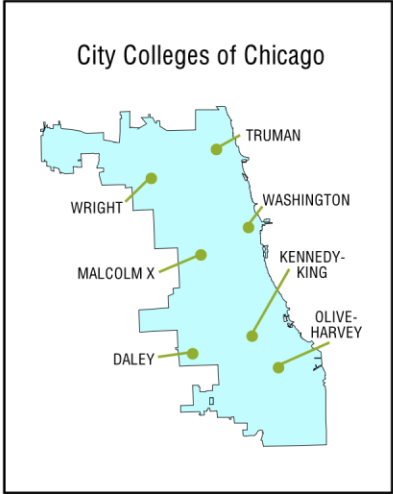 City Colleges of Chicago
TRUMAN
WRIGHT
WASHINGTON
MALCOLM X
KENNEDY-
KING
OLIVE-
HARVEY
DALEY